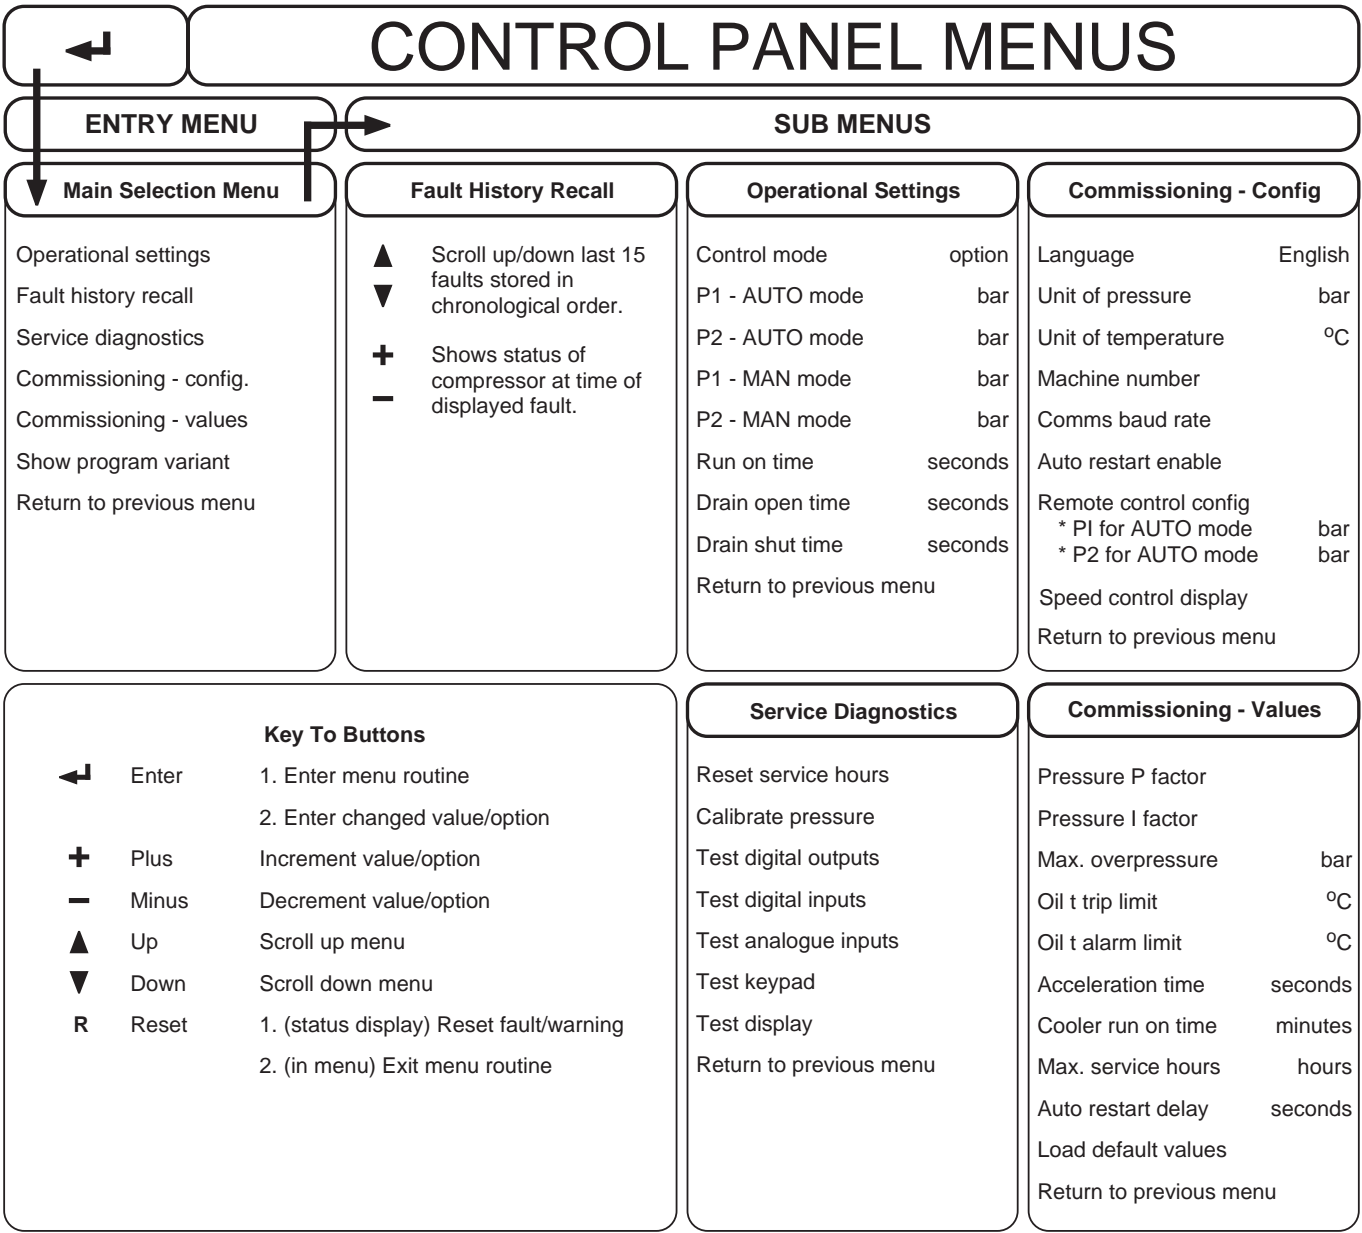 CONTROL PANEL MENUS
ENTRY MENU
SUB MENUS
Main Selection Menu
Operational settings
Fault history recall
Service diagnostics
Commissioning - config.
Commissioning - values
Show program variant
Return to previous menu
Fault History Recall
Scroll up/down last 15
faults stored in
chronological order.
Shows status of
compressor at time of
displayed fault.
Operational Settings
Control mode option
P1 - AUTO mode bar
P2 - AUTO mode bar
P1 - MAN mode bar
P2 - MAN mode bar
Run on time seconds
Drain open time seconds
Drain shut time seconds
Return to previous menu
Commissioning - Config
Language English
Unit of pressure bar
Unit of temperature ºC
Machine number
Comms baud rate
Auto restart enable
Remote control config
* PI for AUTO mode bar
* P2 for AUTO mode bar
Speed control display
Return to previous menu
Key To Buttons
Enter 1. Enter menu routine
2. Enter changed value/option
+ Plus Increment value/option
− Minus Decrement value/option
▲ Up Scroll up menu
▼ Down Scroll down menu
R Reset 1. (status display) Reset fault/warning
2. (in menu) Exit menu routine
Service Diagnostics
Reset service hours
Calibrate pressure
Test digital outputs
Test digital inputs
Test analogue inputs
Test keypad
Test display
Return to previous menu
Commissioning - Values
Pressure P factor
Pressure I factor
Max. overpressure bar
Oil t trip limit ºC
Oil t alarm limit ºC
Acceleration time seconds
Cooler run on time minutes
Max. service hours hours
Auto restart delay seconds
Load default values
Return to previous menu